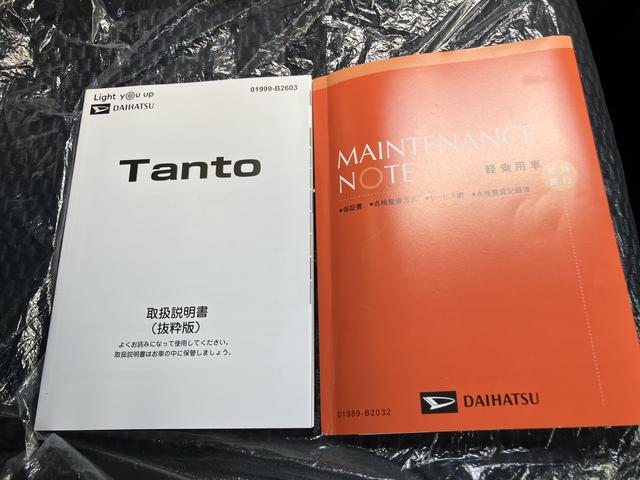 Light you up
DAIHATSU
01999-B2603
Tanto
取扱説明書
(抜粋版)
よくお読みになって使用してください。
取扱説明書はお車の中に保管しましょう。
MAINTENANCE
NOTE
軽乗用車
●保証書 ●点検整備方式 ●サービス網 ●点検整備記録簿
DAIHATSU
01989-B2032